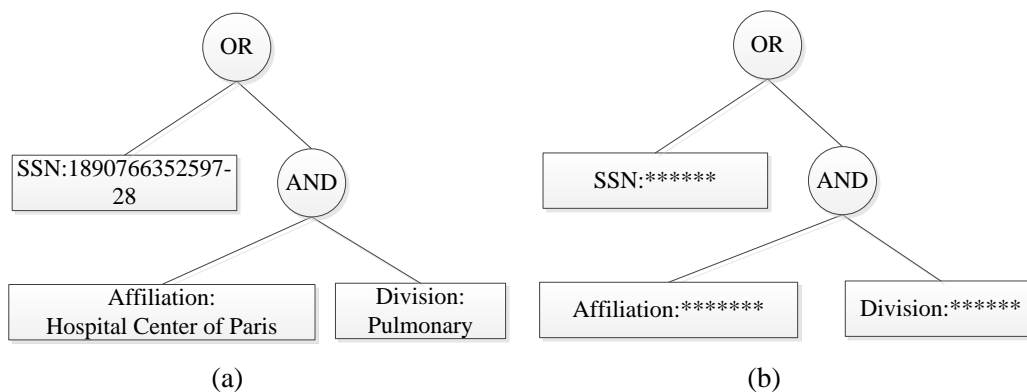 OR
SSN:1890766352597-
28
AND
Affiliation:
Hospital Center of Paris
Division:
Pulmonary
(a)
OR
SSN:******
AND
Affiliation:*******
Division:******
(b)